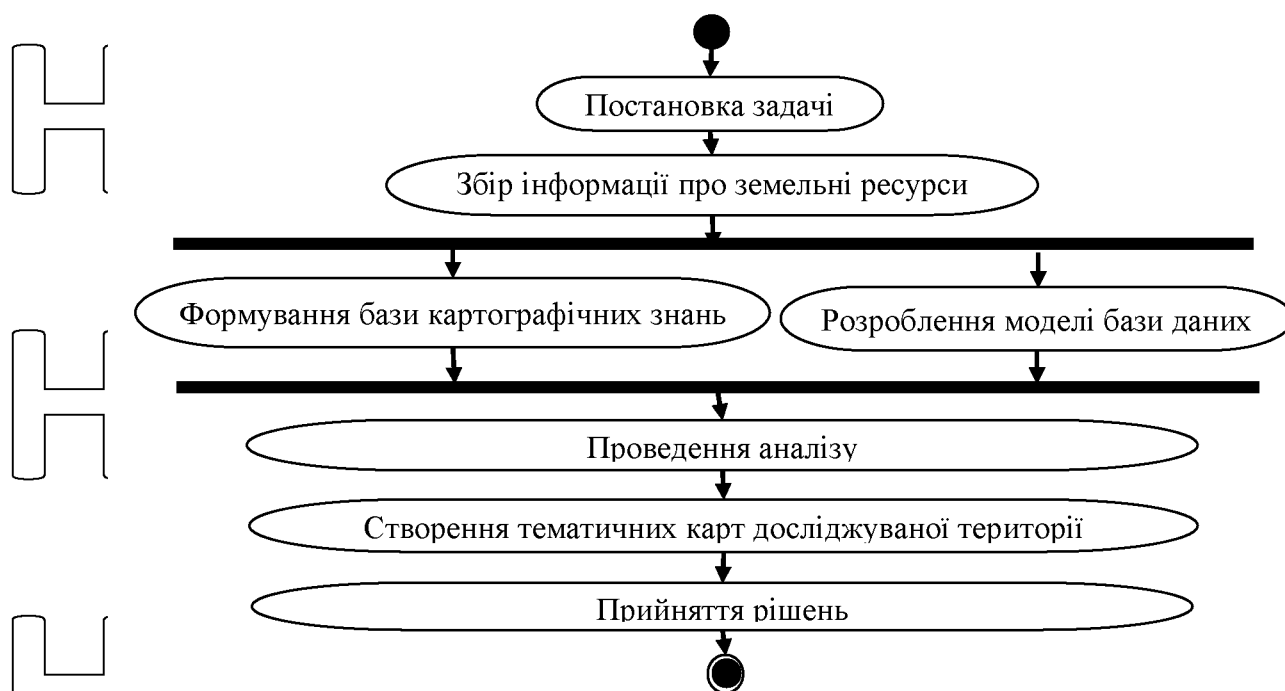 Постановка задачі
Збір інформації про земельні ресурси
Формування бази картографічних знань
Розроблення моделі бази даних
Проведення аналізу
Створення тематичних карт досліджуваної території
Прийняття рішень